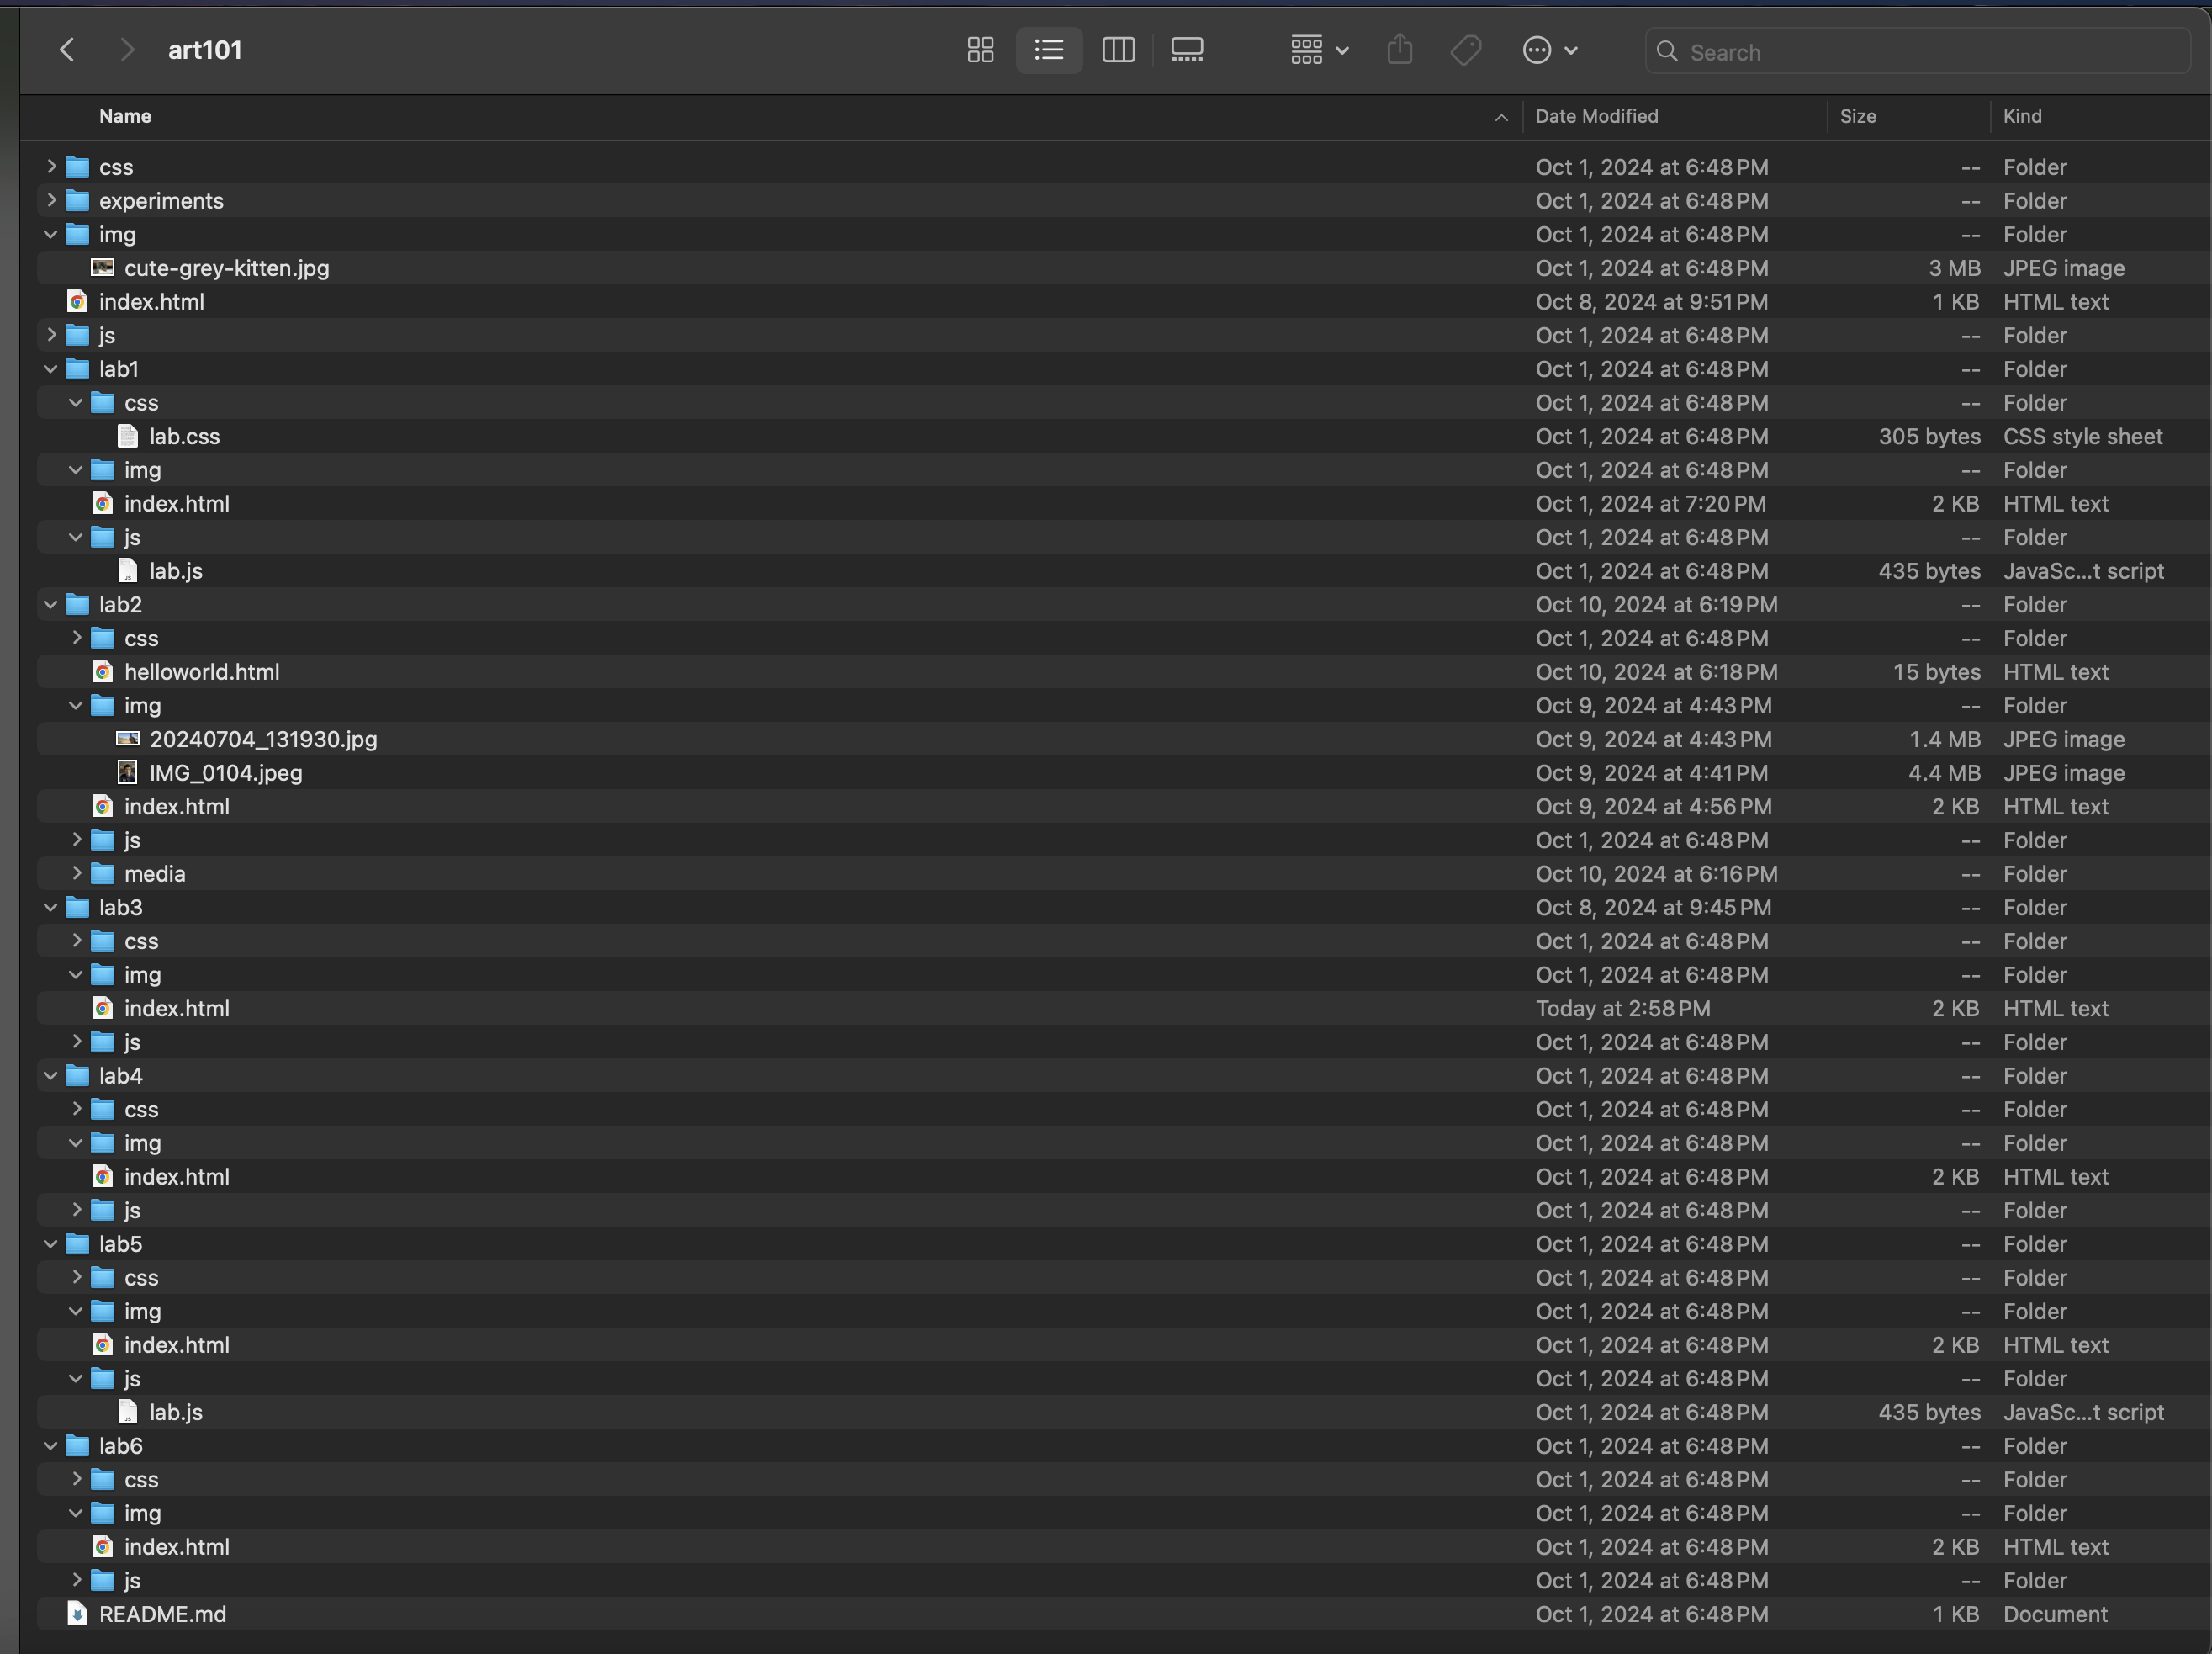 art101
Search
Name Date Modified Size Kind
css Oct 1, 2024 at 6:48 PM -- Folder
experiments Oct 1, 2024 at 6:48 PM -- Folder
img Oct 1, 2024 at 6:48 PM -- Folder
cute-grey-kitten.jpg Oct 1, 2024 at 6:48 PM 3 MB JPEG image
index.html Oct 8, 2024 at 9:51 PM 1 KB HTML text
js Oct 1, 2024 at 6:48 PM -- Folder
lab1 Oct 1, 2024 at 6:48 PM -- Folder
css Oct 1, 2024 at 6:48 PM -- Folder
lab.css Oct 1, 2024 at 6:48 PM 305 bytes CSS style sheet
img Oct 1, 2024 at 6:48 PM -- Folder
index.html Oct 1, 2024 at 7:20 PM 2 KB HTML text
js Oct 1, 2024 at 6:48 PM -- Folder
lab.js Oct 1, 2024 at 6:48 PM 435 bytes JavaSc...t script
lab2 Oct 10, 2024 at 6:19 PM -- Folder
css Oct 1, 2024 at 6:48 PM -- Folder
helloworld.html Oct 10, 2024 at 6:18 PM 15 bytes HTML text
img Oct 9, 2024 at 4:43 PM -- Folder
20240704_131930.jpg Oct 9, 2024 at 4:43 PM 1.4 MB JPEG image
IMG_0104.jpeg Oct 9, 2024 at 4:41 PM 4.4 MB JPEG image
index.html Oct 9, 2024 at 4:56 PM 2 KB HTML text
js Oct 1, 2024 at 6:48 PM -- Folder
media Oct 10, 2024 at 6:16 PM -- Folder
lab3 Oct 8, 2024 at 9:45 PM -- Folder
css Oct 1, 2024 at 6:48 PM -- Folder
img Oct 1, 2024 at 6:48 PM -- Folder
index.html Today at 2:58 PM 2 KB HTML text
js Oct 1, 2024 at 6:48 PM -- Folder
lab4 Oct 1, 2024 at 6:48 PM -- Folder
css Oct 1, 2024 at 6:48 PM -- Folder
img Oct 1, 2024 at 6:48 PM -- Folder
index.html Oct 1, 2024 at 6:48 PM 2 KB HTML text
js Oct 1, 2024 at 6:48 PM -- Folder
lab5 Oct 1, 2024 at 6:48 PM -- Folder
css Oct 1, 2024 at 6:48 PM -- Folder
img Oct 1, 2024 at 6:48 PM -- Folder
index.html Oct 1, 2024 at 6:48 PM 2 KB HTML text
js Oct 1, 2024 at 6:48 PM -- Folder
lab.js Oct 1, 2024 at 6:48 PM 435 bytes JavaSc...t script
lab6 Oct 1, 2024 at 6:48 PM -- Folder
css Oct 1, 2024 at 6:48 PM -- Folder
img Oct 1, 2024 at 6:48 PM -- Folder
index.html Oct 1, 2024 at 6:48 PM 2 KB HTML text
js Oct 1, 2024 at 6:48 PM -- Folder
README.md Oct 1, 2024 at 6:48 PM 1 KB Document